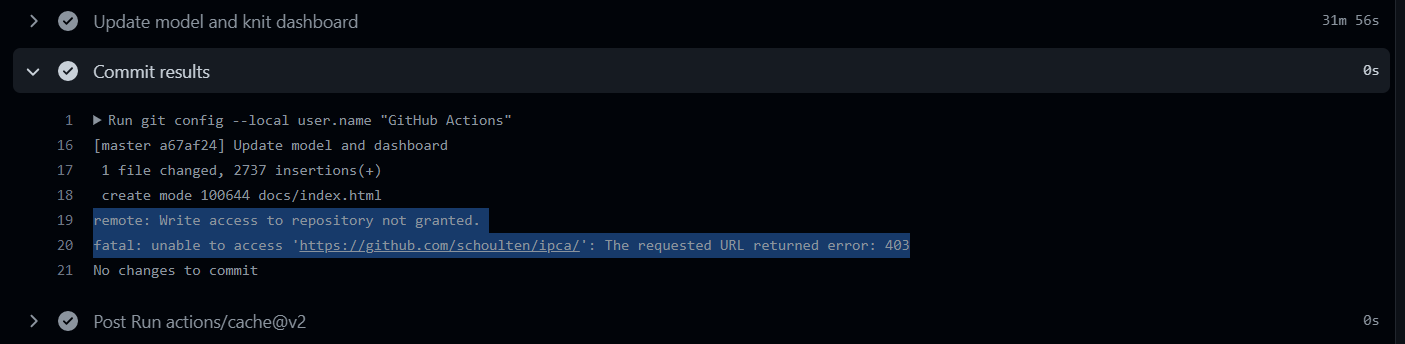 Update model and knit dashboard 31m 56s
Commit results 0s
1 Run git config --local user.name "GitHub Actions"
16 [master a67af24] Update model and dashboard
17 1 file changed, 2737 insertions(+)
18 create mode 100644 docs/index.html
19 remote: Write access to repository not granted.
20 fatal: unable to access 'https://github.com/schoulten/ipca/': The requested URL returned error: 403
21 No changes to commit
Post Run actions/cache@v2 0s